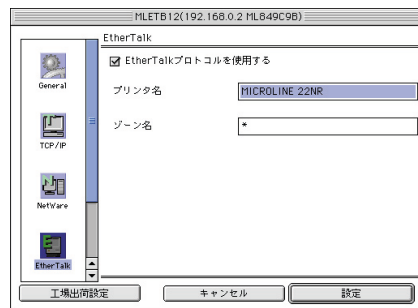 MLETB12(192.168.0.2 ML849C9B)
EtherTalk
EtherTalkプロトコルを使用する
General
プリンタ名
MICROLINE 22NR
TCP/IP
ゾーン名
*
NetWare
EtherTalk
工場出荷設定
キャンセル
設定